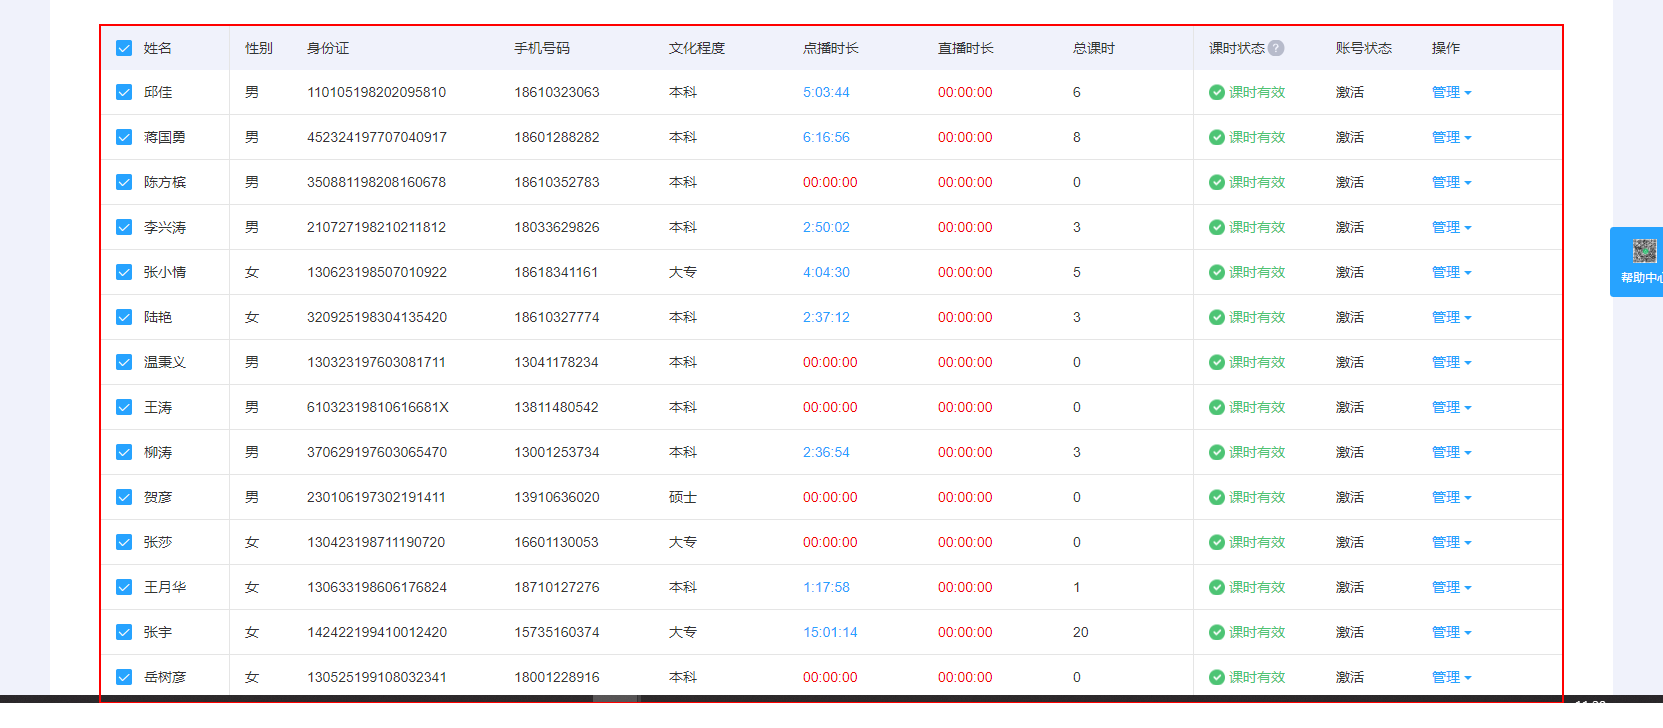 姓名 性别 身份证 手机号码 文化程度 点播时长 直播时长 总课时 课时状态 ? 账号状态 操作
邱佳 男 110105198202095810 18610323063 本科 5:03:44 00:00:00 6 课时有效 激活 管理
蒋国勇 男 452324197707040917 18601288282 本科 6:16:56 00:00:00 8 课时有效 激活 管理
陈方槟 男 350881198208160678 18610352783 本科 00:00:00 00:00:00 0 课时有效 激活 管理
李兴涛 男 210727198210211812 18033629826 本科 2:50:02 00:00:00 3 课时有效 激活 管理
张小情 女 130623198507010922 18618341161 大专 4:04:30 00:00:00 5 课时有效 激活 管理
帮助中心
陆艳 女 320925198304135420 18610327774 本科 2:37:12 00:00:00 3 课时有效 激活 管理
温秉义 男 130323197603081711 13041178234 本科 00:00:00 00:00:00 0 课时有效 激活 管理
王涛 男 61032319810616681X 13811480542 本科 00:00:00 00:00:00 0 课时有效 激活 管理
柳涛 男 370629197603065470 13001253734 本科 2:36:54 00:00:00 3 课时有效 激活 管理
贺彦 男 230106197302191411 13910636020 硕士 00:00:00 00:00:00 0 课时有效 激活 管理
张莎 女 130423198711190720 16601130053 大专 00:00:00 00:00:00 0 课时有效 激活 管理
王月华 女 130633198606176824 18710127276 本科 1:17:58 00:00:00 1 课时有效 激活 管理
张宇 女 142422199410012420 15735160374 大专 15:01:14 00:00:00 20 课时有效 激活 管理
岳树彦 女 130525199108032341 18001228916 本科 00:00:00 00:00:00 0 课时有效 激活 管理